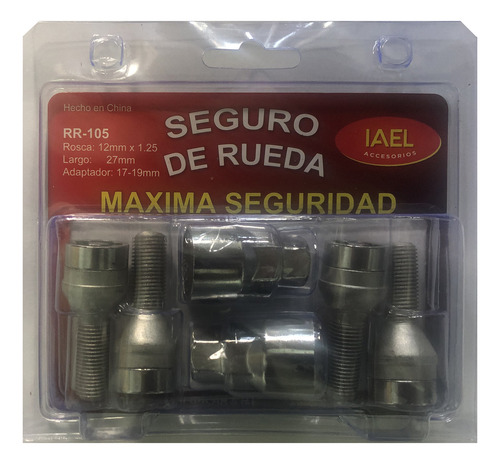 Hecho en China
RR-105
Rosca: 12mm x 1.25
Largo: 27mm
Adaptador: 17-19mm
SEGURO
DE RUEDA
IAEL
ACCESORIOS
MAXIMA SEGURIDAD